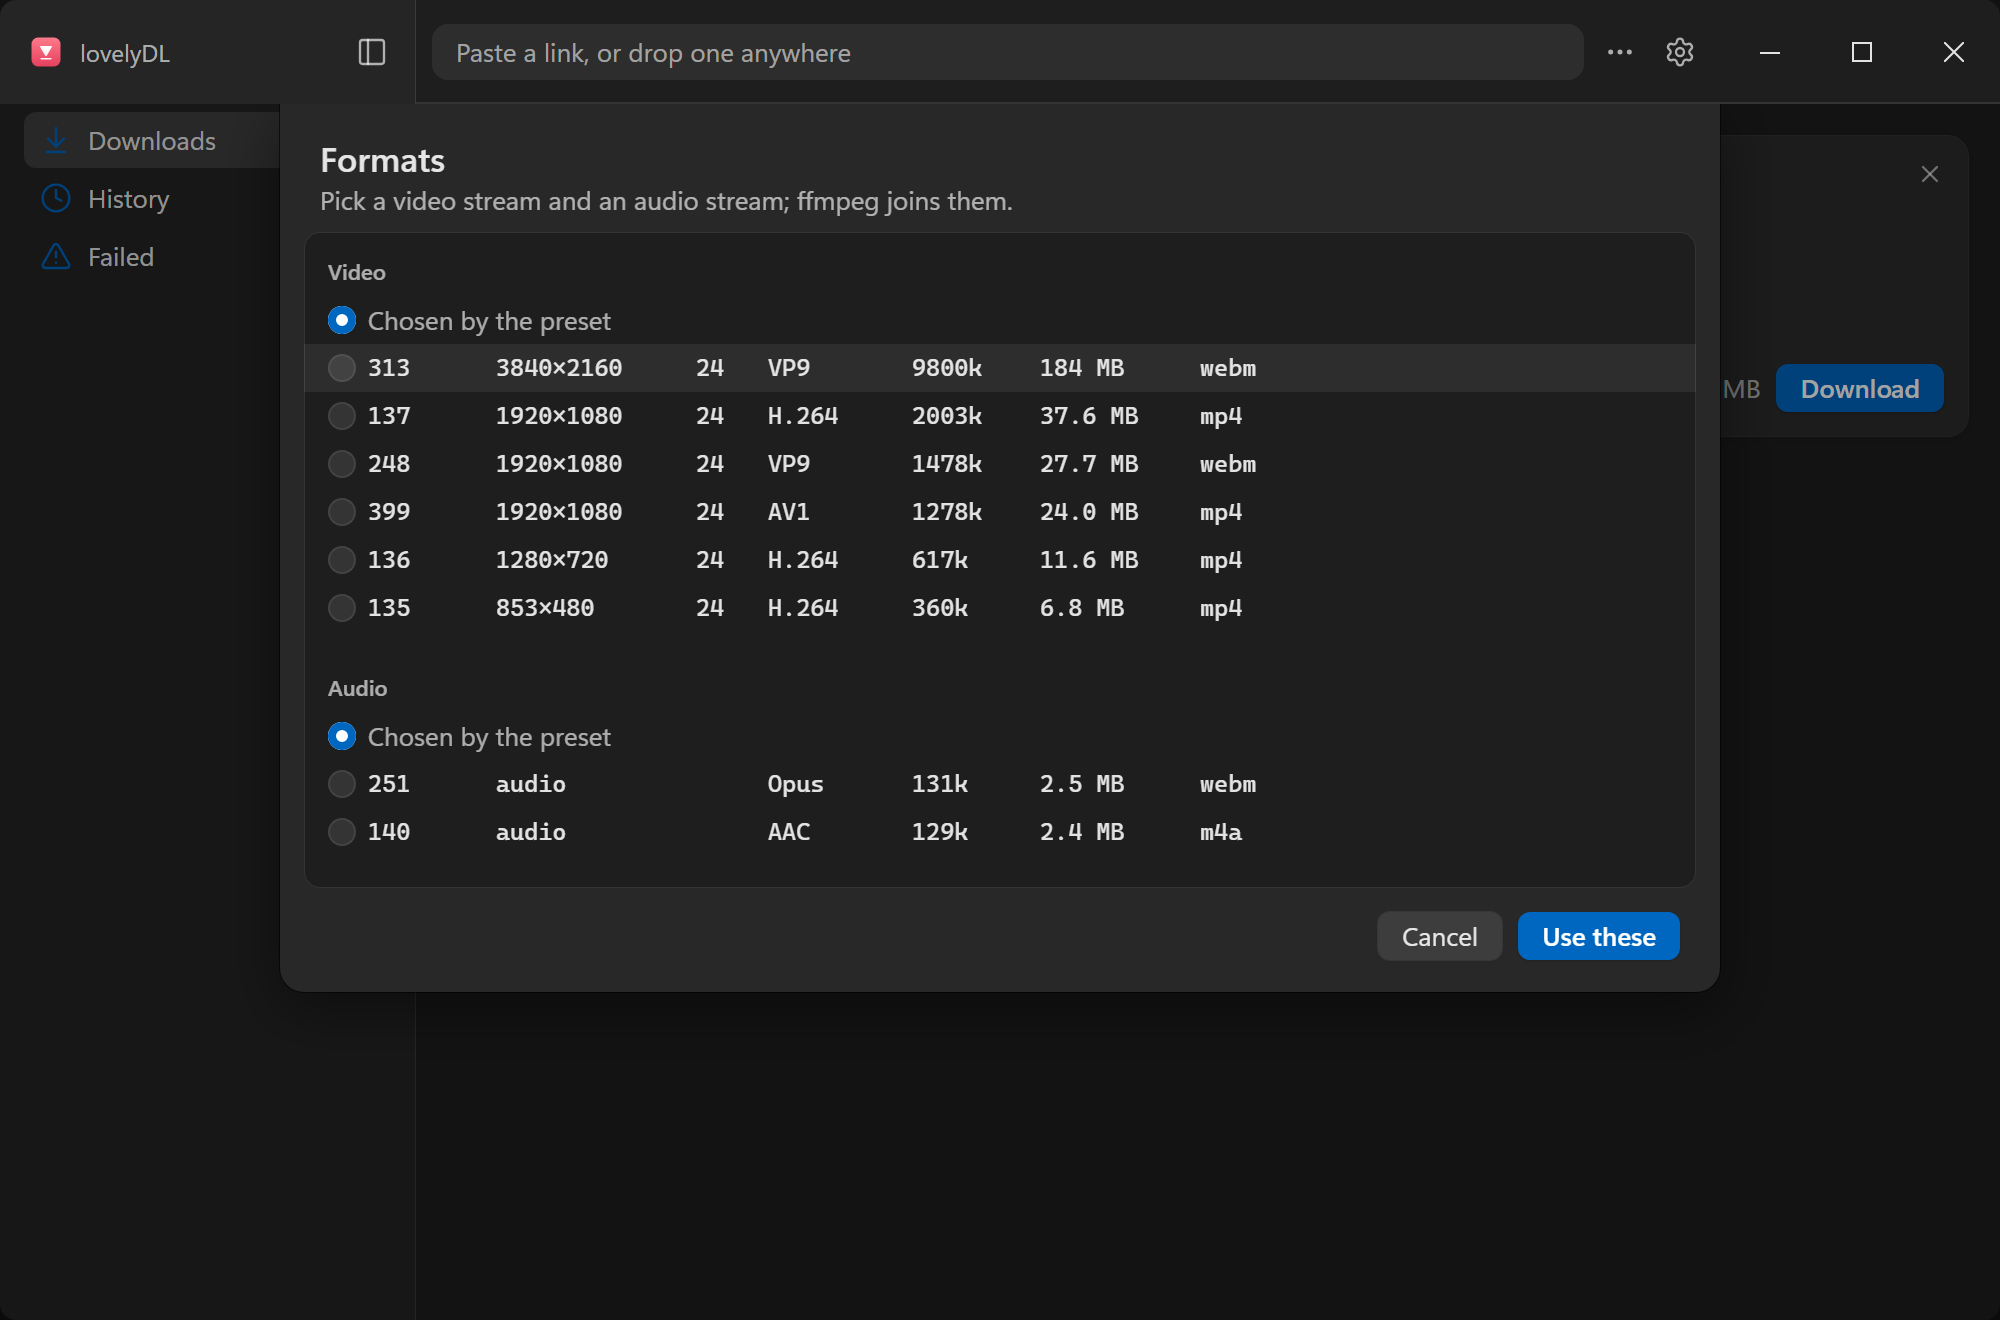 lovelyDL
Paste a link, or drop one anywhere
Downloads
History
Failed
Formats
Pick a video stream and an audio stream; ffmpeg joins them.
Video
Chosen by the preset
313 3840×2160 24 VP9 9800k 184 MB webm
137 1920×1080 24 H.264 2003k 37.6 MB mp4
248 1920×1080 24 VP9 1478k 27.7 MB webm
399 1920×1080 24 AV1 1278k 24.0 MB mp4
136 1280×720 24 H.264 617k 11.6 MB mp4
135 853×480 24 H.264 360k 6.8 MB mp4
Audio
Chosen by the preset
251 audio Opus 131k 2.5 MB webm
140 audio AAC 129k 2.4 MB m4a
Cancel Use these
MB Download